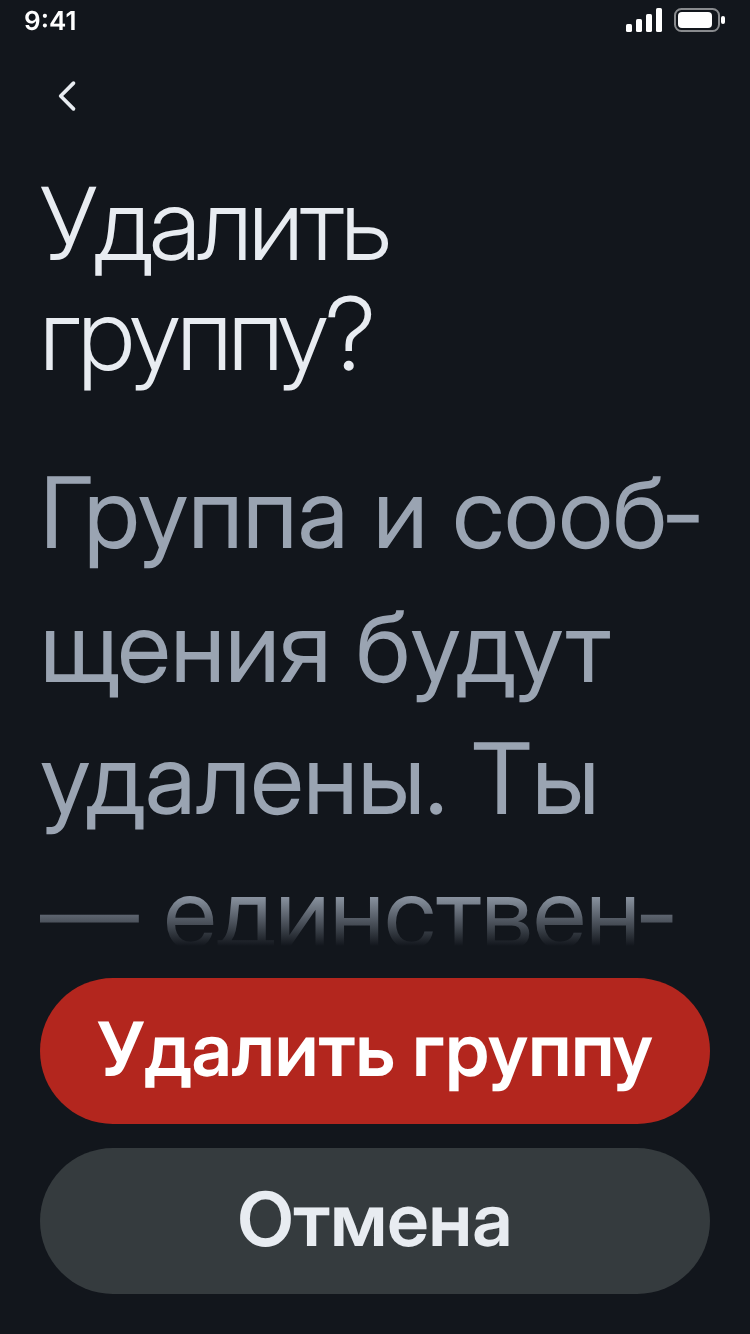 9:41
Удалить
группу?
Группа и сооб-
щения будут
удалены. Ты
— единствен-
Удалить группу
Отмена